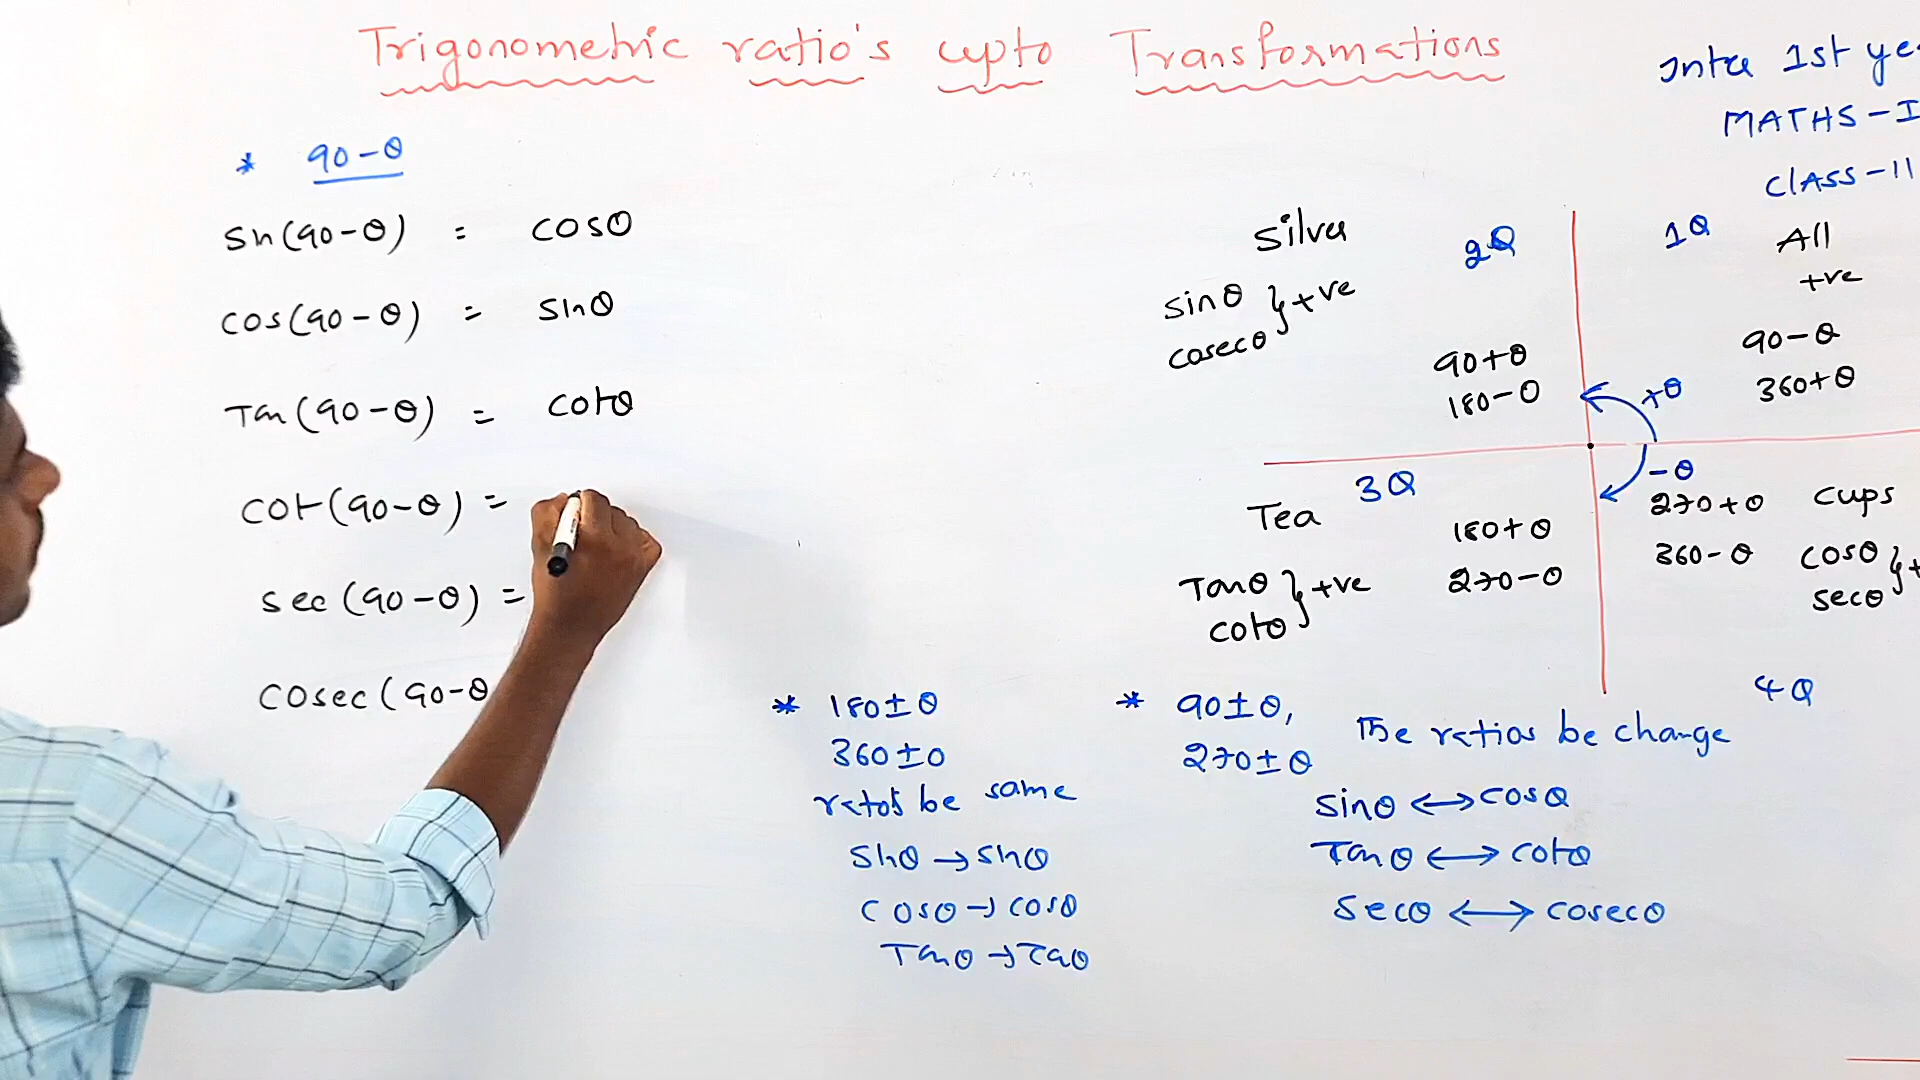 Trigonometric ratio's upto Transformations
Inter 1st ye
MATHS-I
ClASS-11
* 90-θ
sin(90-θ) = cosθ
cos(90-θ) = sinθ
Tan(90-θ) = cotθ
cot(90-θ) =
sec(90-θ) =
cosec(90-θ
Silver 2Q
sinθ } +ve
cosecθ
90+θ
180-θ
1Q All
+ve
90-θ
360+θ
+θ
-θ
Tea 3Q
180+θ
270-θ
Tanθ } +ve
cotθ
270+θ cups
360-θ cosθ } +
secθ
4Q
* 180±θ
360±θ
ratos be same
sinθ → sinθ
cosθ → cosθ
Tanθ → Tanθ
* 90±θ,
270±θ
The ratios be change
sinθ ↔ cosθ
Tanθ ↔ cotθ
secθ ↔ cosecθ